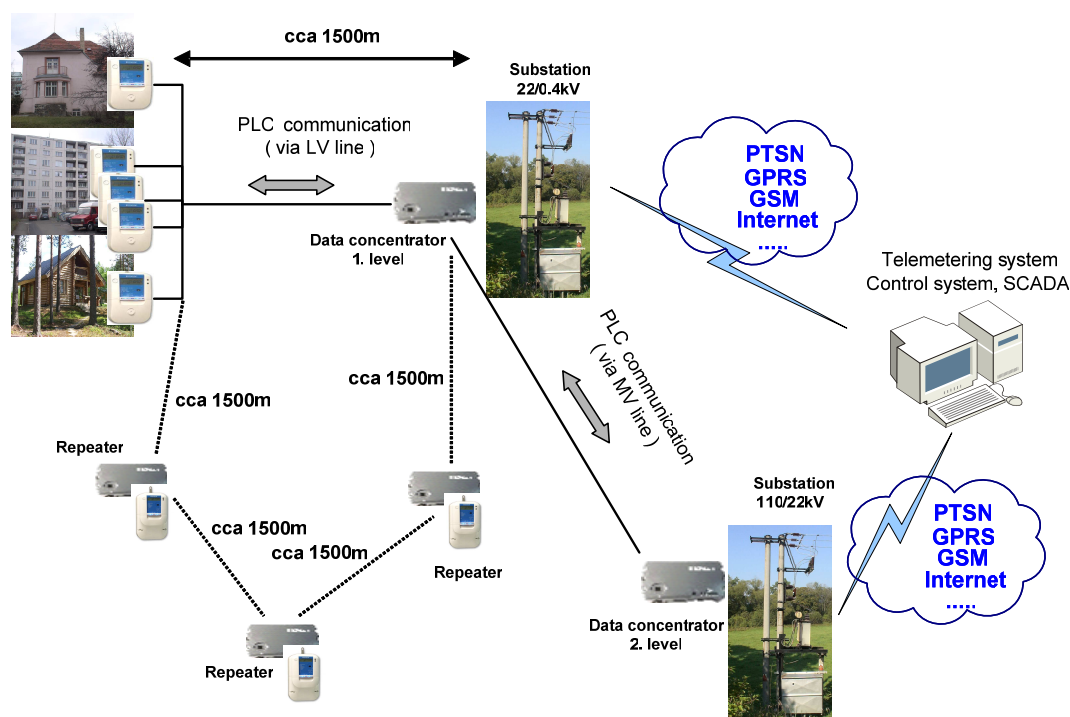 cca 1500m
Substation
22/0.4kV
PLC communication
( via LV line )
PTSN
GPRS
GSM
Internet
.....
Data concentrator
1. level
Telemetering system
Control system, SCADA
PLC communication
( via MV line )
cca 1500m
cca 1500m
Repeater
Substation
110/22kV
cca 1500m
cca 1500m
Repeater
PTSN
GPRS
GSM
Internet
.....
Data concentrator
2. level
Repeater